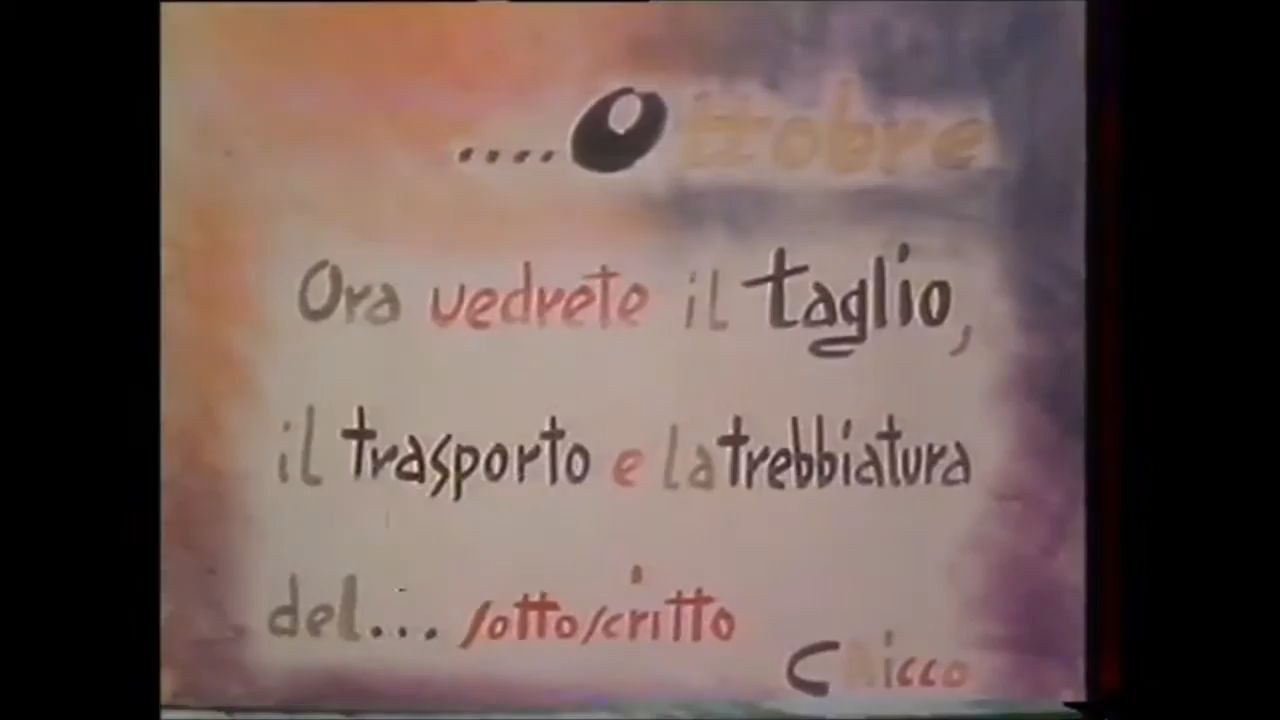 ....Ottobre
Ora vedrete il taglio,
il trasporto e la trebbiatura
del... sottoscritto
Chicco